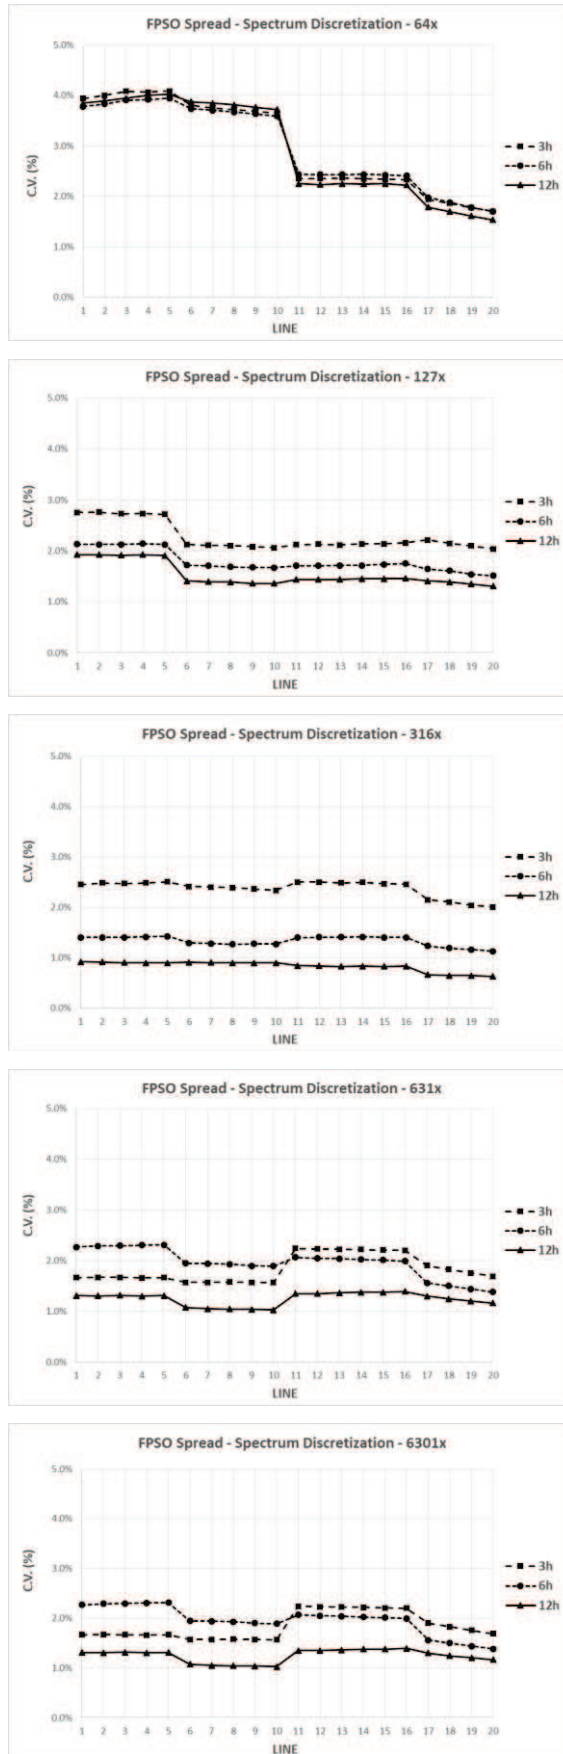 FPSO Spread - Spectrum Discretization - 64x
5.0%
4.0%
3.0%
2.0%
1.0%
0.0%
C.V. (%)
1 2 3 4 5 6 7 8 9 10 11 12 13 14 15 16 17 18 19 20
LINE
3h
6h
12h
FPSO Spread - Spectrum Discretization - 127x
5.0%
4.0%
3.0%
2.0%
1.0%
0.0%
C.V. (%)
1 2 3 4 5 6 7 8 9 10 11 12 13 14 15 16 17 18 19 20
LINE
3h
6h
12h
FPSO Spread - Spectrum Discretization - 316x
5.0%
4.0%
3.0%
2.0%
1.0%
0.0%
C.V. (%)
1 2 3 4 5 6 7 8 9 10 11 12 13 14 15 16 17 18 19 20
LINE
3h
6h
12h
FPSO Spread - Spectrum Discretization - 631x
5.0%
4.0%
3.0%
2.0%
1.0%
0.0%
C.V. (%)
1 2 3 4 5 6 7 8 9 10 11 12 13 14 15 16 17 18 19 20
LINE
3h
6h
12h
FPSO Spread - Spectrum Discretization - 6301x
5.0%
4.0%
3.0%
2.0%
1.0%
0.0%
C.V. (%)
1 2 3 4 5 6 7 8 9 10 11 12 13 14 15 16 17 18 19 20
LINE
3h
6h
12h